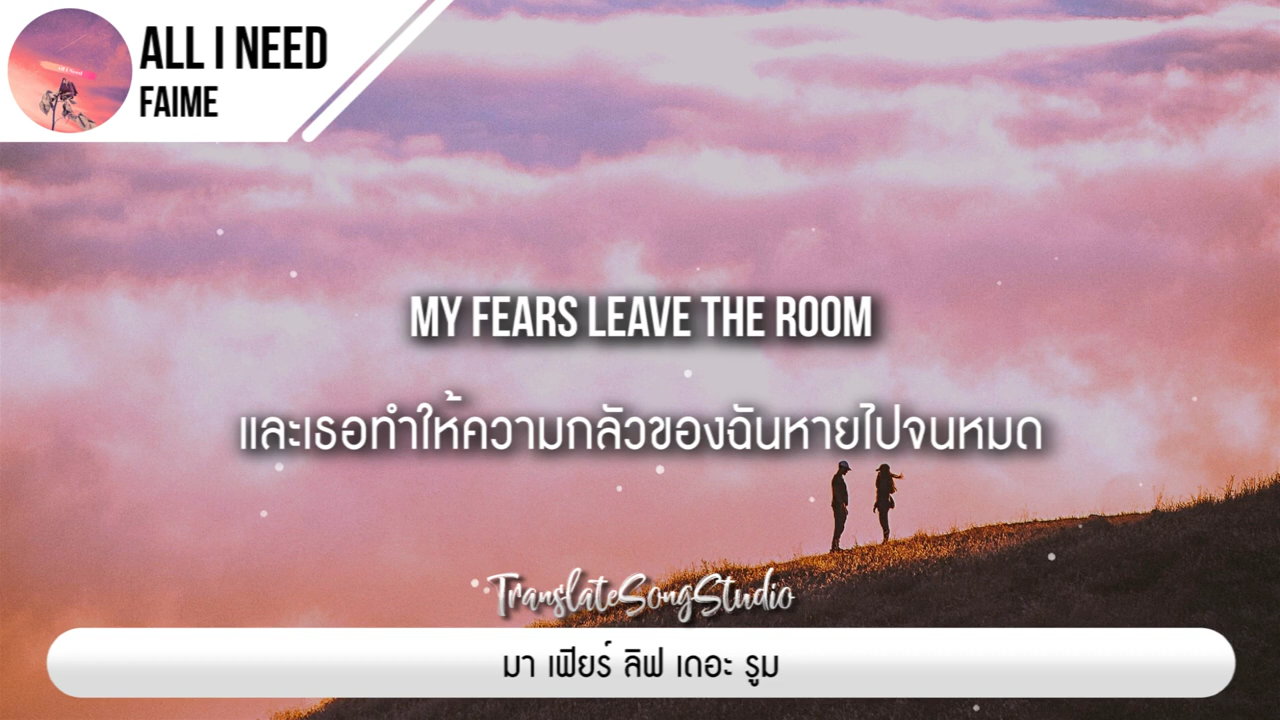 ALL I NEED
FAIME
MY FEARS LEAVE THE ROOM
และเธอทำให้ความกลัวของฉันหายไปจนหมด
TranslateSongStudio
มา เฟียร์ ลิฟ เดอะ รูม